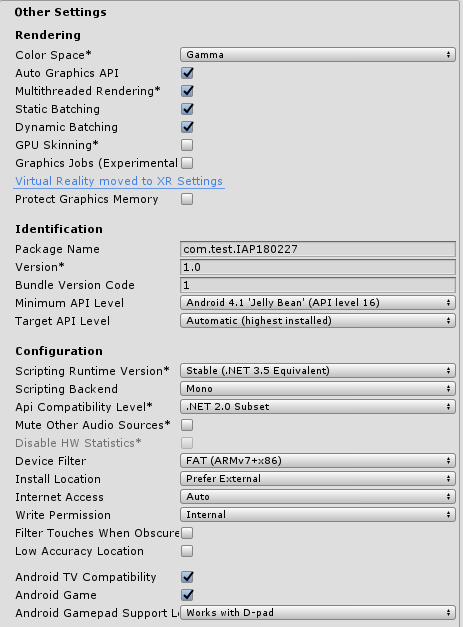 Other Settings
Rendering
Color Space* Gamma
Auto Graphics API
Multithreaded Rendering*
Static Batching
Dynamic Batching
GPU Skinning*
Graphics Jobs (Experimental
Virtual Reality moved to XR Settings
Protect Graphics Memory
Identification
Package Name com.test.IAP180227
Version* 1.0
Bundle Version Code 1
Minimum API Level Android 4.1 'Jelly Bean' (API level 16)
Target API Level Automatic (highest installed)
Configuration
Scripting Runtime Version* Stable (.NET 3.5 Equivalent)
Scripting Backend Mono
Api Compatibility Level* .NET 2.0 Subset
Mute Other Audio Sources*
Disable HW Statistics*
Device Filter FAT (ARMv7+x86)
Install Location Prefer External
Internet Access Auto
Write Permission Internal
Filter Touches When Obscure
Low Accuracy Location
Android TV Compatibility
Android Game
Android Gamepad Support Le Works with D-pad